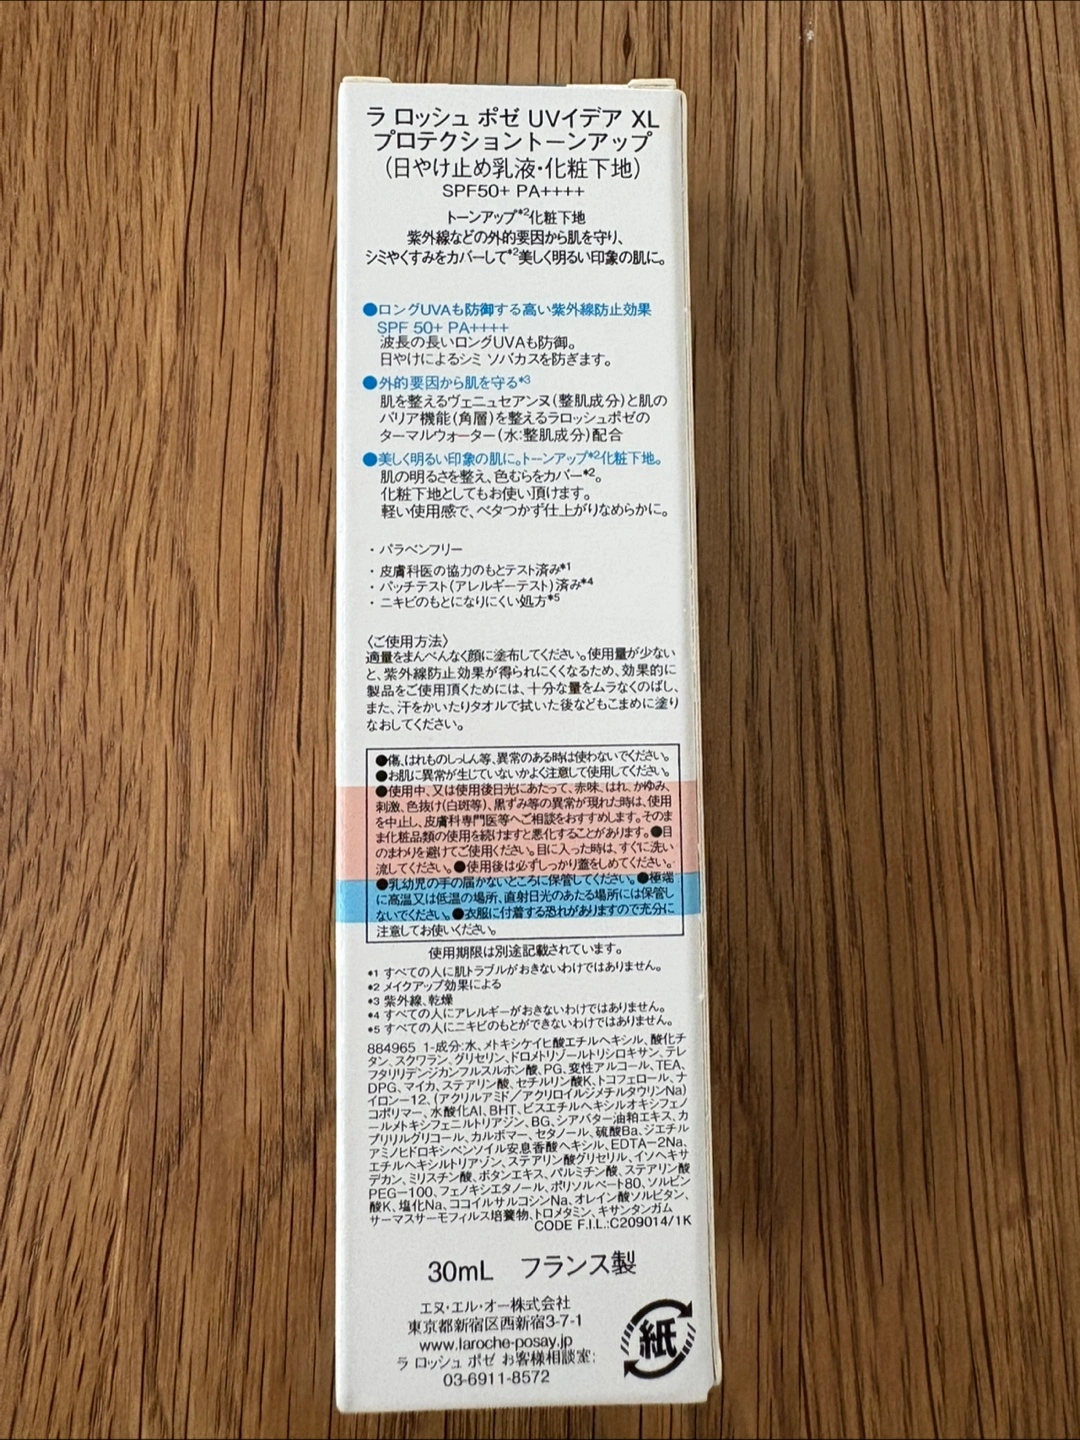 ラ ロッシュ ポゼ UVイデア XL
プロテクショントーンアップ
(日やけ止め乳液・化粧下地)
SPF50+ PA++++
トーンアップ*2化粧下地
紫外線などの外的要因から肌を守り、
シミやくすみをカバーして*2美しく明るい印象の肌に。
●ロングUVAも防御する高い紫外線防止効果
SPF 50+ PA++++
波長の長いロングUVAも防御。
日やけによるシミ ソバカスを防ぎます。
●外的要因から肌を守る*3
肌を整えるヴェニュセアンヌ(整肌成分)と肌の
バリア機能(角層)を整えるラロッシュポゼの
ターマルウォーター(水:整肌成分)配合
●美しく明るい印象の肌に。トーンアップ*2化粧下地。
肌の明るさを整え、色むらをカバー*2。
化粧下地としてもお使い頂けます。
軽い使用感で、ベタつかず仕上がりなめらかに。
・パラベンフリー
・皮膚科医の協力のもとテスト済み*1
・パッチテスト(アレルギーテスト)済み*4
・ニキビのもとになりにくい処方*5
〈ご使用方法〉
適量をまんべんなく顔に塗布してください。使用量が少ない
と、紫外線防止効果が得られにくくなるため、効果的に
製品をご使用頂くためには、十分な量をムラなくのばし、
また、汗をかいたりタオルで拭いた後などもこまめに塗り
なおしてください。
●傷、はれものしっしん等、異常のある時は使わないでください。
●お肌に異常が生じていないかよく注意して使用してください。
●使用中、又は使用後日光にあたって、赤味、はれ、かゆみ、
刺激、色抜け(白斑等)、黒ずみ等の異常が現れた時は、使用
を中止し、皮膚科専門医等へご相談をおすすめします。そのま
ま化粧品類の使用を続けますと悪化することがあります。●目
のまわりを避けてご使用ください。目に入った時は、すぐに洗い
流してください。●使用後は必ずしっかり蓋をしめてください。
●乳幼児の手の届かないところに保管してください。●極端
に高温又は低温の場所、直射日光のあたる場所には保管し
ないでください。●衣服に付着する恐れがありますので充分に
注意してお使いください。
使用期限は別途記載されています。
*1 すべての人に肌トラブルがおきないわけではありません。
*2 メイクアップ効果による
*3 紫外線、乾燥
*4 すべての人にアレルギーがおきないわけではありません。
*5 すべての人にニキビのもとができないわけではありません。
884965 1-成分:水、メトキシケイヒ酸エチルヘキシル、酸化チ
タン、スクワラン、グリセリン、ドロメトリゾールトリシロキサン、テレ
フタリリデンジカンフルスルホン酸、PG、変性アルコール、TEA、
DPG、マイカ、ステアリン酸、セチルリン酸K、トコフェロール、ナ
イロン-12、(アクリルアミド/アクリロイルジメチルタウリンNa)
コポリマー、水酸化Al、BHT、ビスエチルヘキシルオキシフェノ
ールメトキシフェニルトリアジン、BG、シアバター油粕エキス、カ
プリリルグリコール、カルボマー、セタノール、硫酸Ba、ジエチル
アミノヒドロキシベンゾイル安息香酸ヘキシル、EDTA-2Na、
エチルヘキシルトリアゾン、ステアリン酸グリセリル、イソヘキサ
デカン、ミリスチン酸、ボタンエキス、パルミチン酸、ステアリン酸
PEG-100、フェノキシエタノール、ポリソルベート80、ソルビン
酸K、塩化Na、ココイルサルコシンNa、オレイン酸ソルビタン、
サーマスサーモフィルス培養物、トロメタミン、キサンタンガム
CODE F.I.L.:C209014/1K
30mL フランス製
エヌ・エル・オー株式会社
東京都新宿区西新宿3-7-1
www.laroche-posay.jp
ラ ロッシュ ポゼ お客様相談室:
03-6911-8572
紙